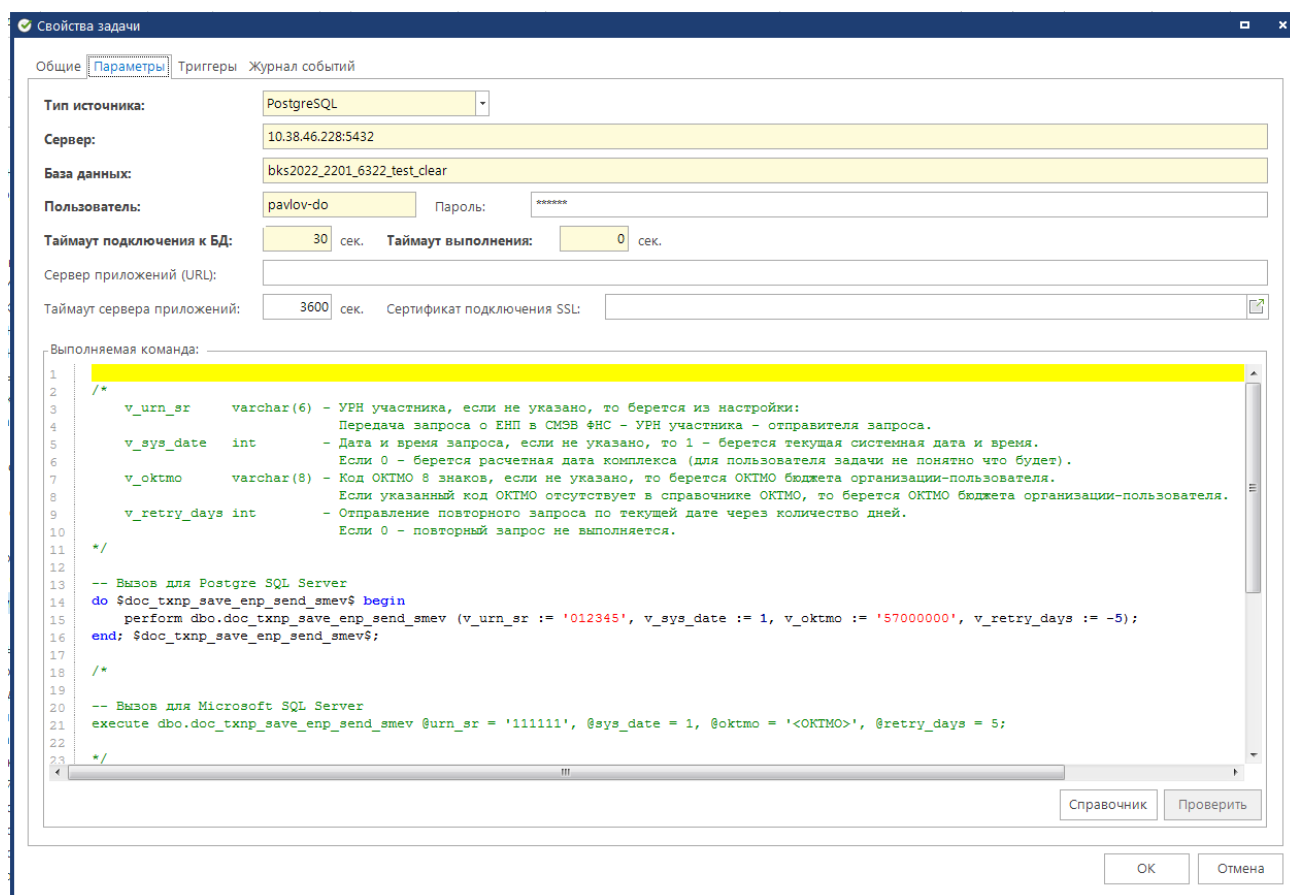 Свойства задачи
Общие Параметры Триггеры Журнал событий
Тип источника: PostgreSQL
Сервер: 10.38.46.228:5432
База данных: bks2022_2201_6322_test_clear
Пользователь: pavlov-do Пароль: ******
Таймаут подключения к БД: 30 сек. Таймаут выполнения: 0 сек.
Сервер приложений (URL):
Таймаут сервера приложений: 3600 сек. Сертификат подключения SSL:
Выполняемая команда:
1
2 /*
3 v_urn_sr varchar(6) - УРН участника, если не указано, то берется из настройки:
4 Передача запроса о ЕНП в СМЭВ ФНС - УРН участника - отправителя запроса.
5 v_sys_date int - Дата и время запроса, если не указано, то 1 - берется текущая системная дата и время.
6 Если 0 - берется расчетная дата комплекса (для пользователя задачи не понятно что будет).
7 v_oktmo varchar(8) - Код ОКТМО 8 знаков, если не указано, то берется ОКТМО бюджета организации-пользователя.
8 Если указанный код ОКТМО отсутствует в справочнике ОКТМО, то берется ОКТМО бюджета организации-пользователя.
9 v_retry_days int - Отправление повторного запроса по текущей дате через количество дней.
10 Если 0 - повторный запрос не выполняется.
11 */
12
13 -- Вызов для Postgre SQL Server
14 do $doc_txnp_save_enp_send_smev$ begin
15 perform dbo.doc_txnp_save_enp_send_smev (v_urn_sr := '012345', v_sys_date := 1, v_oktmo := '57000000', v_retry_days := -5);
16 end; $doc_txnp_save_enp_send_smev$;
17
18 /*
19
20 -- Вызов для Microsoft SQL Server
21 execute dbo.doc_txnp_save_enp_send_smev @urn_sr = '111111', @sys_date = 1, @oktmo = '<ОКТМО>', @retry_days = 5;
22
23 */
Справочник Проверить
ОК Отмена